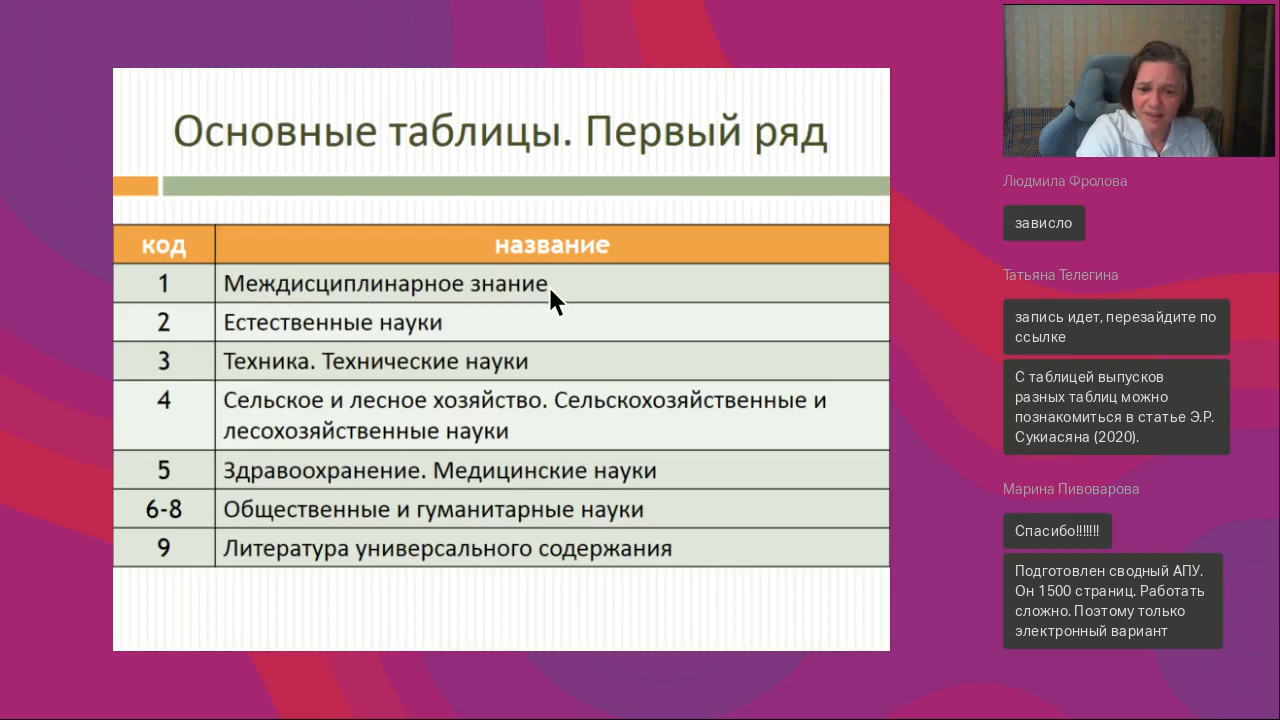 Основные таблицы. Первый ряд
код название
1 Междисциплинарное знание
2 Естественные науки
3 Техника. Технические науки
4 Сельское и лесное хозяйство. Сельскохозяйственные и
лесохозяйственные науки
5 Здравоохранение. Медицинские науки
6-8 Общественные и гуманитарные науки
9 Литература универсального содержания
Людмила Фролова
зависло
Татьяна Телегина
запись идет, перезайдите по
ссылке
С таблицей выпусков
разных таблиц можно
познакомиться в статье Э.Р.
Сукиасяна (2020).
Марина Пивоварова
Спасибо!!!!!!!
Подготовлен сводный АПУ.
Он 1500 страниц. Работать
сложно. Поэтому только
электронный вариант